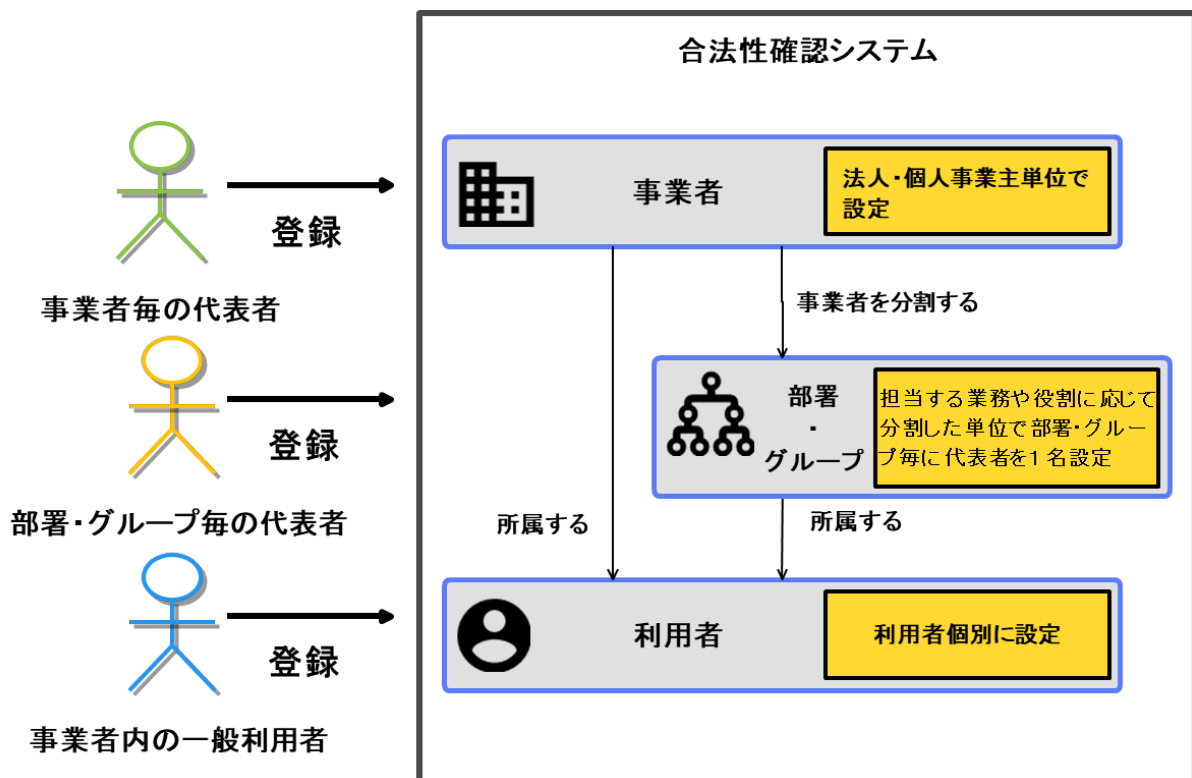 合法性確認システム
事業者
法人・個人事業主単位で
設定
登録
事業者毎の代表者
事業者を分割する
部署
・
グループ
担当する業務や役割に応じて
分割した単位で部署・グルー
プ毎に代表者を1名設定
登録
部署・グループ毎の代表者
所属する
所属する
利用者
利用者個別に設定
登録
事業者内の一般利用者